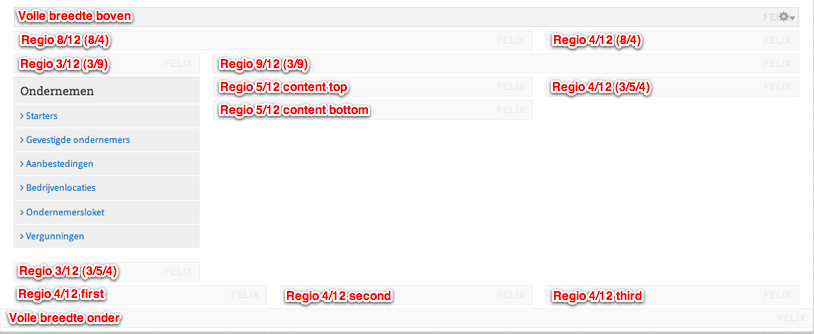 Volle breedte boven FELIX
Regio 8/12 (8/4) FELIX Regio 4/12 (8/4) FELIX
Regio 3/12 (3/9) FELIX Regio 9/12 (3/9) FELIX
Ondernemen
Regio 5/12 content top FELIX Regio 4/12 (3/5/4) FELIX
Regio 5/12 content bottom FELIX
> Starters
> Gevestigde ondernemers
> Aanbestedingen
> Bedrijvenlocaties
> Ondernemersloket
> Vergunningen
Regio 3/12 (3/5/4) FELIX
Regio 4/12 first FELIX Regio 4/12 second FELIX Regio 4/12 third FELIX
Volle breedte onder FELIX